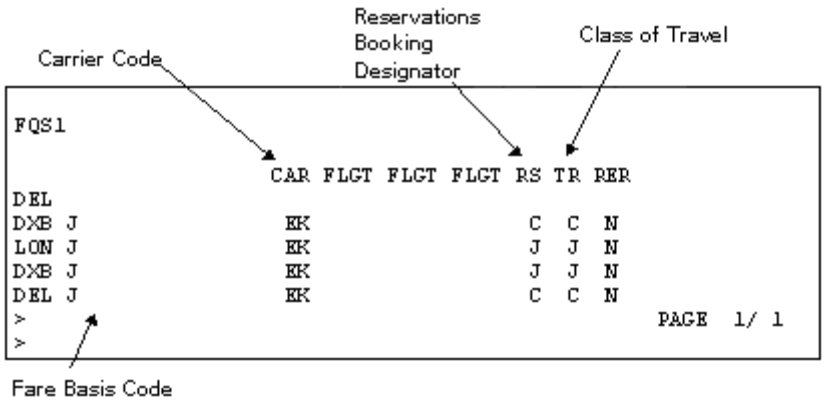 Reservations
Booking
Designator
Class of Travel
Carrier Code
FQS1
CAR FLGT FLGT FLGT RS TR RER
DEL
DXB J EK C C N
LON J EK J J N
DXB J EK J J N
DEL J EK C C N
> PAGE 1/ 1
>
Fare Basis Code